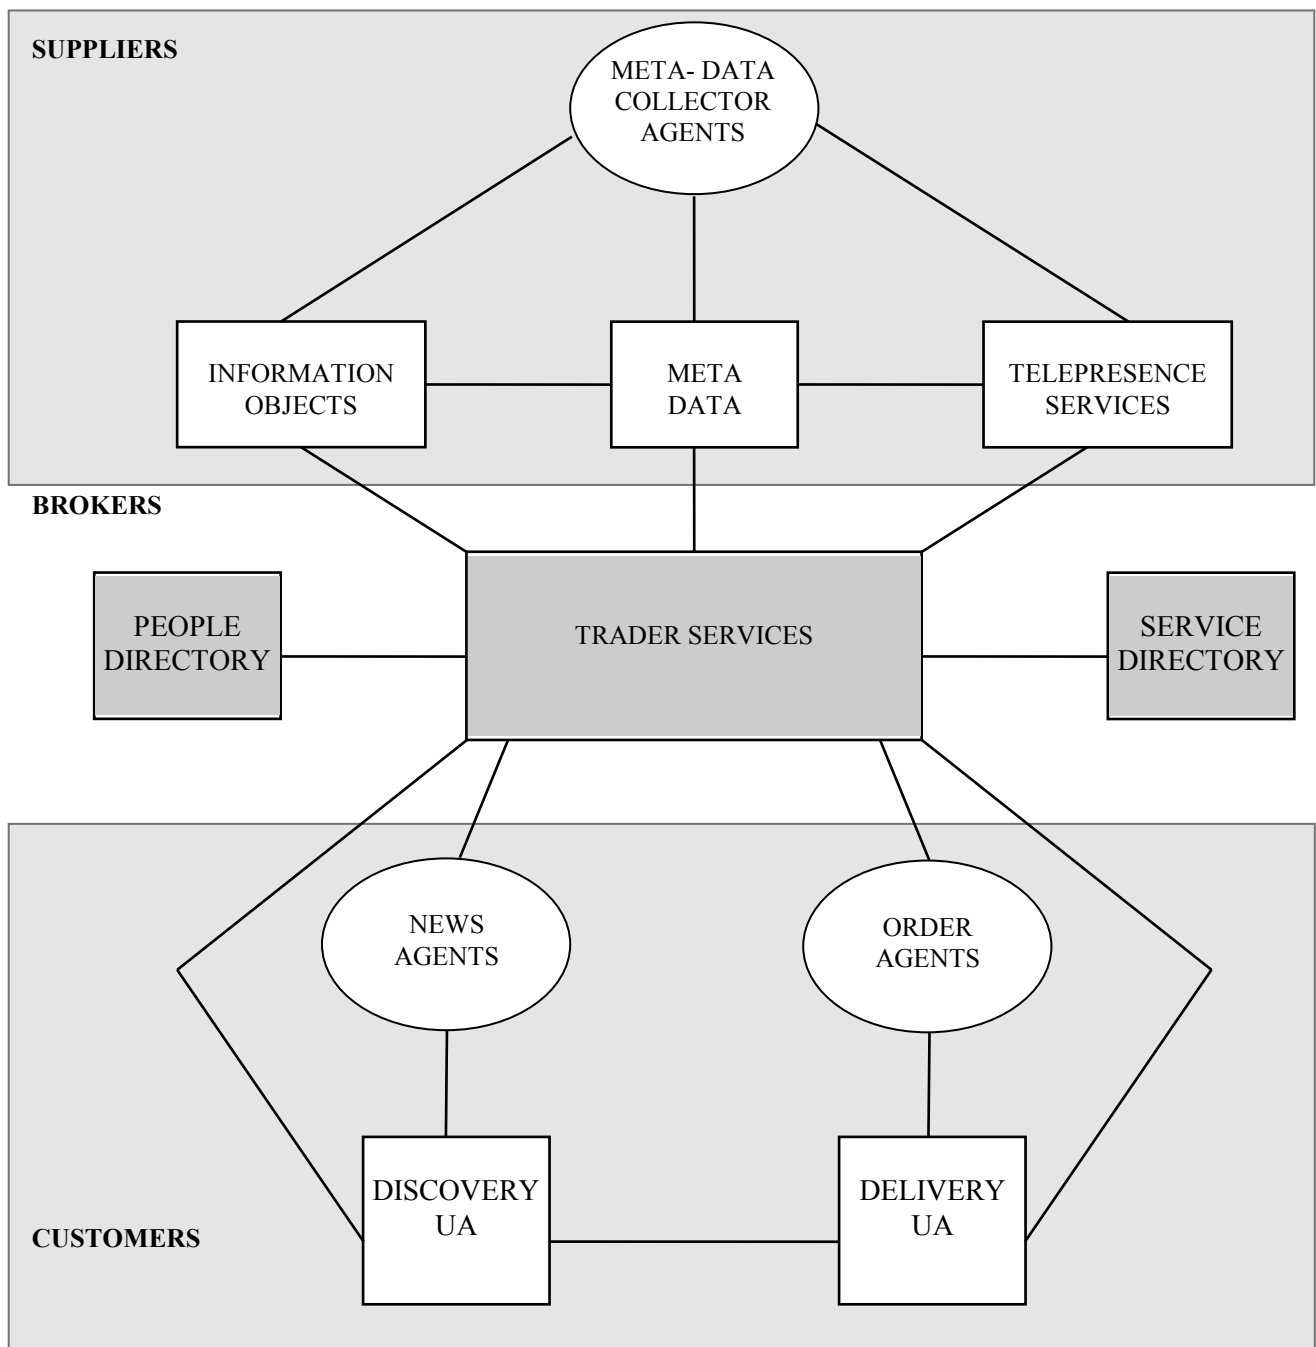 SUPPLIERS
META- DATA
COLLECTOR
AGENTS
INFORMATION
OBJECTS
META
DATA
TELEPRESENCE
SERVICES
BROKERS
PEOPLE
DIRECTORY
TRADER SERVICES
SERVICE
DIRECTORY
NEWS
AGENTS
ORDER
AGENTS
DISCOVERY
UA
DELIVERY
UA
CUSTOMERS